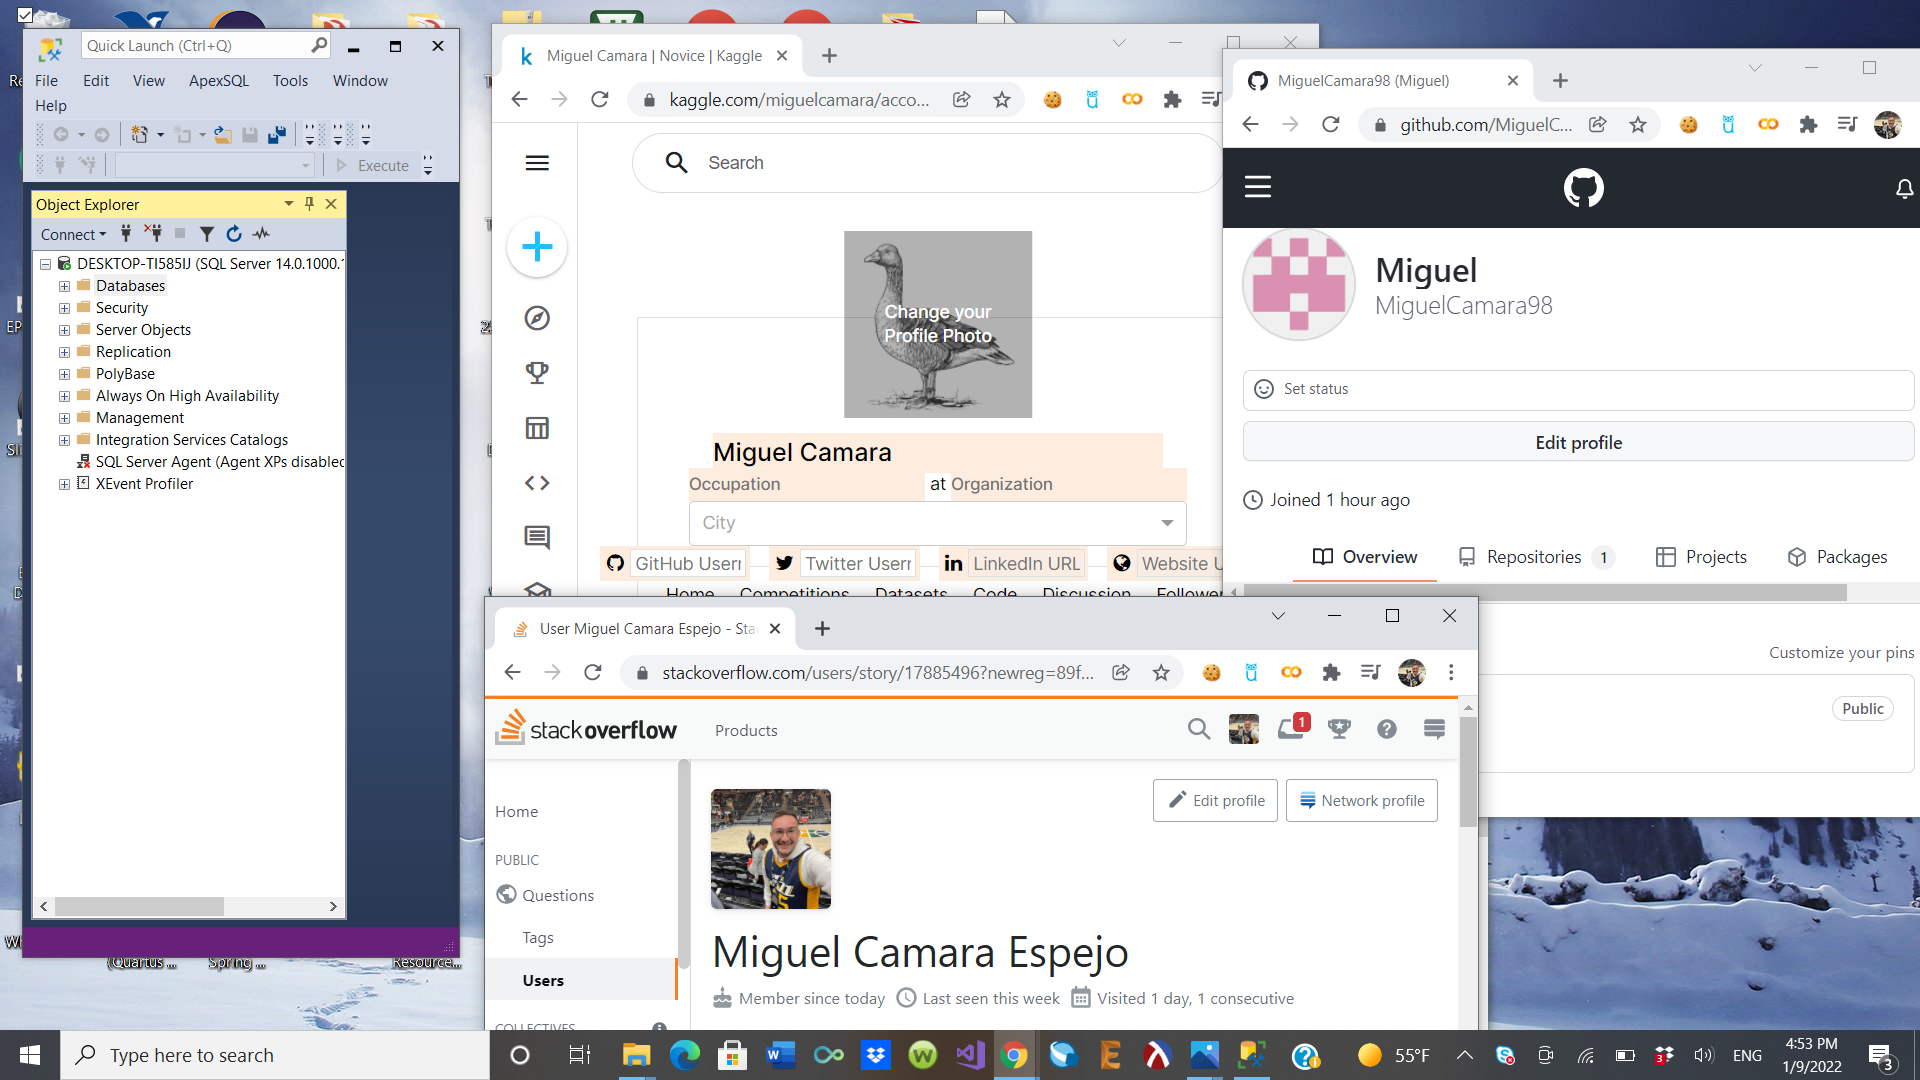 Quick Launch (Ctrl+Q)
File Edit View ApexSQL Tools Window
Help
Execute
Object Explorer
Connect
DESKTOP-TI585IJ (SQL Server 14.0.1000.
Databases
Security
Server Objects
Replication
PolyBase
Always On High Availability
Management
Integration Services Catalogs
SQL Server Agent (Agent XPs disabled
XEvent Profiler
(Quartus ...
Spring ...
Resource...
Miguel Camara | Novice | Kaggle
kaggle.com/miguelcamara/acco...
Search
Change your
Profile Photo
Miguel Camara
Occupation at Organization
City
GitHub Usern Twitter Usern LinkedIn URL Website U
Home Competitions Datasets Code Discussion Follower
MiguelCamara98 (Miguel)
github.com/MiguelC...
Miguel
MiguelCamara98
Set status
Edit profile
Joined 1 hour ago
Overview Repositories 1 Projects Packages
Customize your pins
Public
User Miguel Camara Espejo - Sta
stackoverflow.com/users/story/17885496?newreg=89f...
stackoverflow Products 1
Home
PUBLIC
Questions
Tags
Users
COLLECTIVES
Edit profile Network profile
Miguel Camara Espejo
Member since today Last seen this week Visited 1 day, 1 consecutive
Type here to search
55°F
ENG
4:53 PM
1/9/2022
3